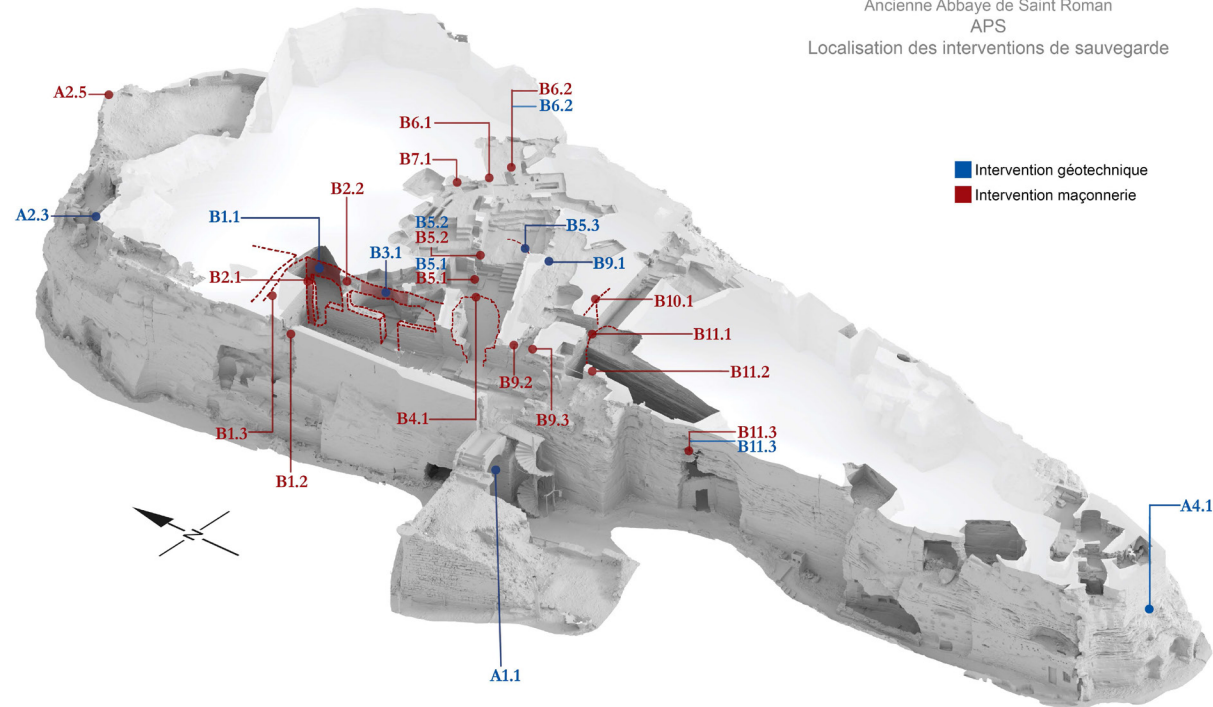 Ancienne Abbaye de Saint Roman
APS
Localisation des interventions de sauvegarde
A2.5
B6.2
B6.2
B6.1
B7.1
Intervention géotechnique
Intervention maçonnerie
B2.2
A2.3
B1.1
B5.2
B5.2
B5.3
B3.1
B5.1
B5.1
B9.1
B2.1
B10.1
B11.1
B11.2
B9.2
B9.3
B4.1
B1.3
B11.3
B11.3
B1.2
N
A4.1
A1.1